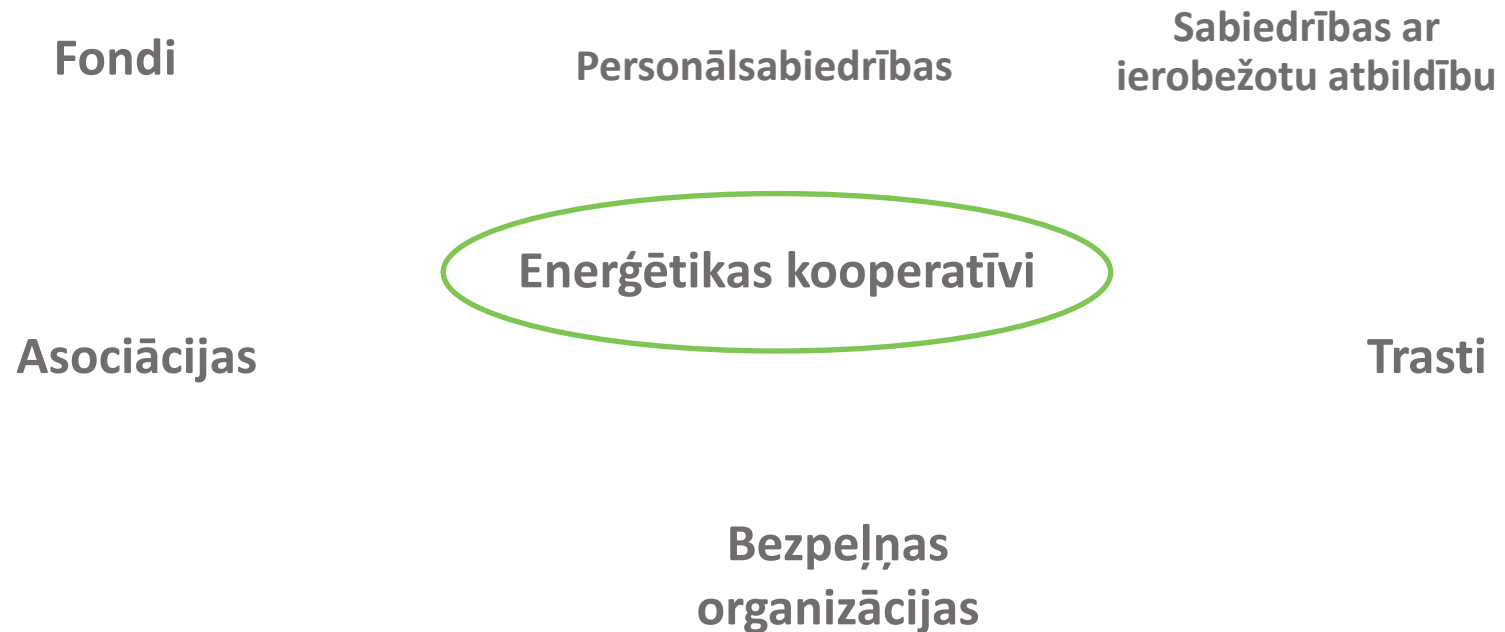 Fondi
Personālsabiedrības
Sabiedrības ar
ierobežotu atbildību
Enerģētikas kooperatīvi
Asociācijas
Trasti
Bezpeļņas
organizācijas